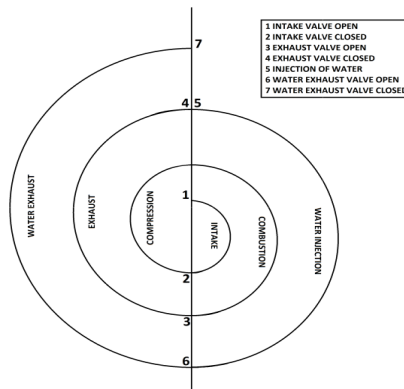 7
1 INTAKE VALVE OPEN
2 INTAKE VALVE CLOSED
3 EXHAUST VALVE OPEN
4 EXHAUST VALVE CLOSED
5 INJECTION OF WATER
6 WATER EXHAUST VALVE OPEN
7 WATER EXHAUST VALVE CLOSED
4 5
1
WATER EXHAUST
EXHAUST
COMPRESSION
INTAKE
COMBUSTION
WATER INJECTION
2
3
6